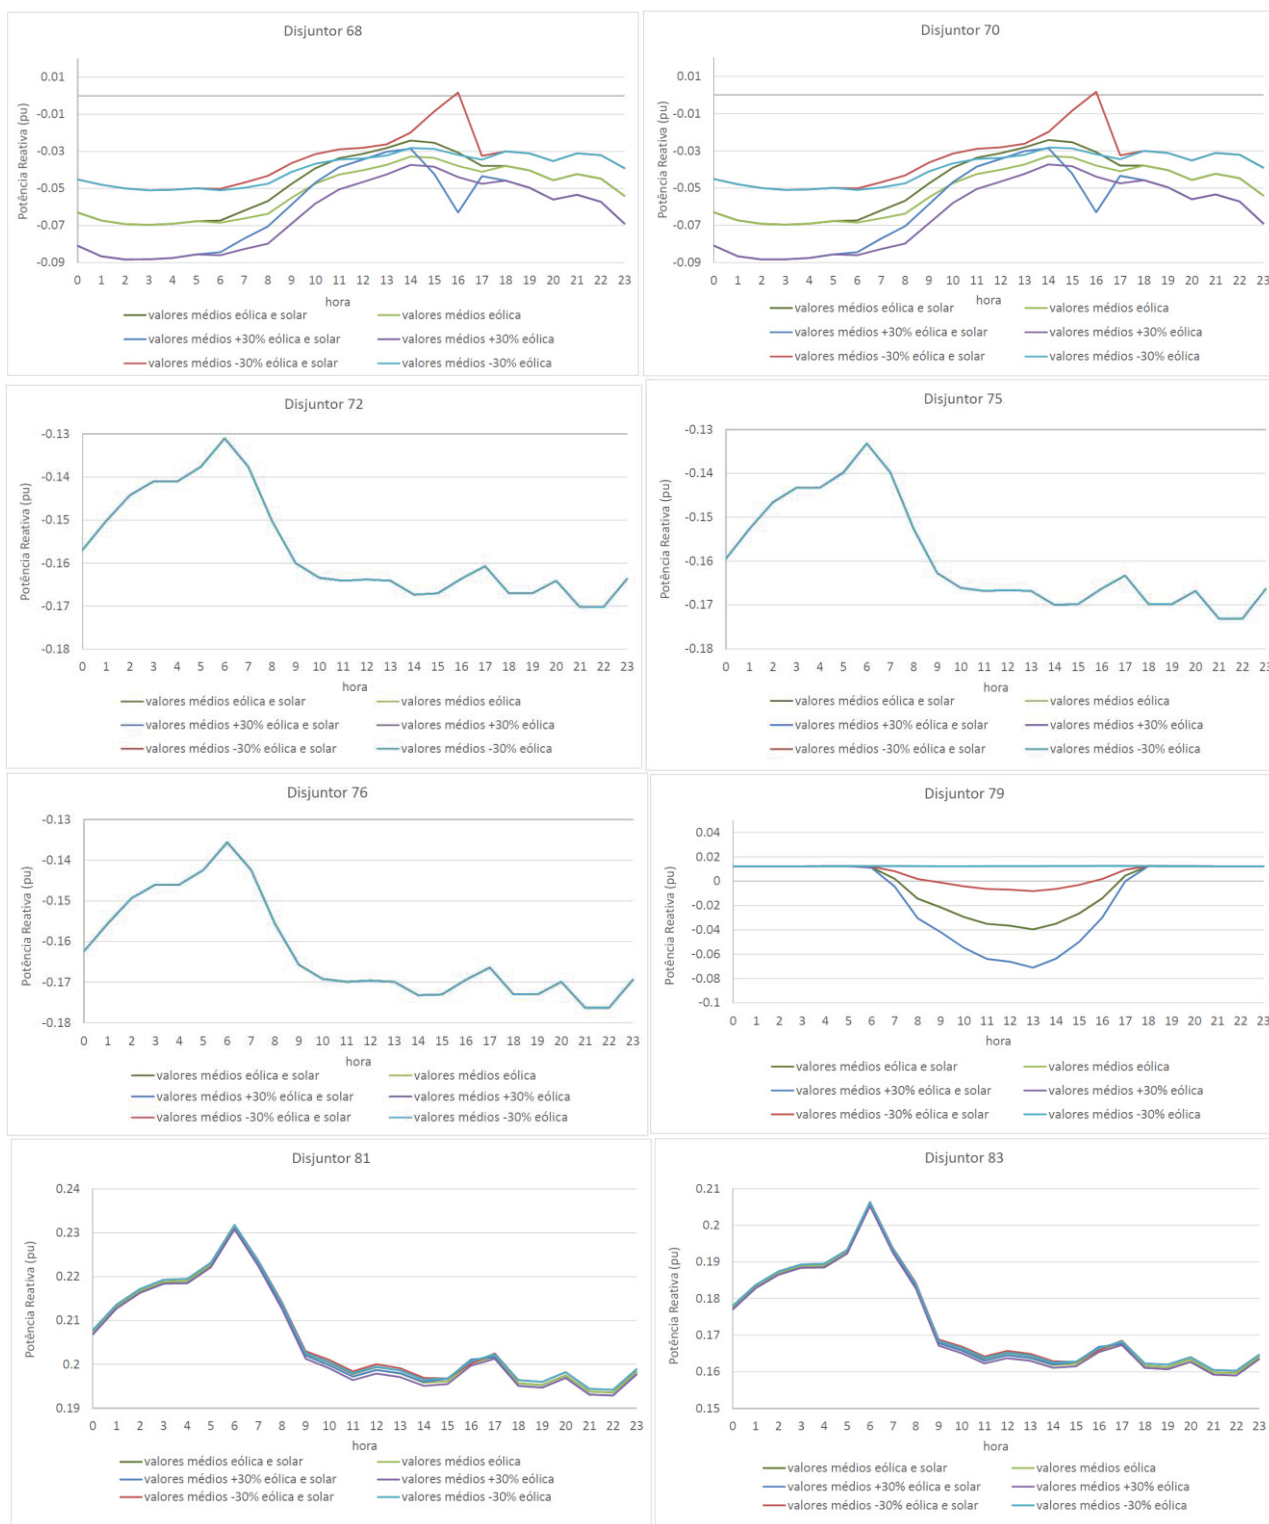 Disjuntor 68
Potência Reativa (pu)
0.01
-0.01
-0.03
-0.05
-0.07
-0.09
0 1 2 3 4 5 6 7 8 9 10 11 12 13 14 15 16 17 18 19 20 21 22 23
hora
valores médios eólica e solar valores médios eólica
valores médios +30% eólica e solar valores médios +30% eólica
valores médios -30% eólica e solar valores médios -30% eólica
Disjuntor 70
Potência Reativa (pu)
0.01
-0.01
-0.03
-0.05
-0.07
-0.09
0 1 2 3 4 5 6 7 8 9 10 11 12 13 14 15 16 17 18 19 20 21 22 23
hora
valores médios eólica e solar valores médios eólica
valores médios +30% eólica e solar valores médios +30% eólica
valores médios -30% eólica e solar valores médios -30% eólica
Disjuntor 72
Potência Reativa (pu)
-0.13
-0.14
-0.15
-0.16
-0.17
-0.18
0 1 2 3 4 5 6 7 8 9 10 11 12 13 14 15 16 17 18 19 20 21 22 23
hora
valores médios eólica e solar valores médios eólica
valores médios +30% eólica e solar valores médios +30% eólica
valores médios -30% eólica e solar valores médios -30% eólica
Disjuntor 75
Potência Reativa (pu)
-0.13
-0.14
-0.15
-0.16
-0.17
-0.18
0 1 2 3 4 5 6 7 8 9 10 11 12 13 14 15 16 17 18 19 20 21 22 23
hora
valores médios eólica e solar valores médios eólica
valores médios +30% eólica e solar valores médios +30% eólica
valores médios -30% eólica e solar valores médios -30% eólica
Disjuntor 76
Potência Reativa (pu)
-0.13
-0.14
-0.15
-0.16
-0.17
-0.18
0 1 2 3 4 5 6 7 8 9 10 11 12 13 14 15 16 17 18 19 20 21 22 23
hora
valores médios eólica e solar valores médios eólica
valores médios +30% eólica e solar valores médios +30% eólica
valores médios -30% eólica e solar valores médios -30% eólica
Disjuntor 79
Potência Reativa (pu)
0.04
0.02
0
-0.02
-0.04
-0.06
-0.08
-0.1
0 1 2 3 4 5 6 7 8 9 10 11 12 13 14 15 16 17 18 19 20 21 22 23
hora
valores médios eólica e solar valores médios eólica
valores médios +30% eólica e solar valores médios +30% eólica
valores médios -30% eólica e solar valores médios -30% eólica
Disjuntor 81
Potência Reativa (pu)
0.24
0.23
0.22
0.21
0.2
0.19
0 1 2 3 4 5 6 7 8 9 10 11 12 13 14 15 16 17 18 19 20 21 22 23
hora
valores médios eólica e solar valores médios eólica
valores médios +30% eólica e solar valores médios +30% eólica
valores médios -30% eólica e solar valores médios -30% eólica
Disjuntor 83
Potência Reativa (pu)
0.21
0.2
0.19
0.18
0.17
0.16
0.15
0 1 2 3 4 5 6 7 8 9 10 11 12 13 14 15 16 17 18 19 20 21 22 23
hora
valores médios eólica e solar valores médios eólica
valores médios +30% eólica e solar valores médios +30% eólica
valores médios -30% eólica e solar valores médios -30% eólica